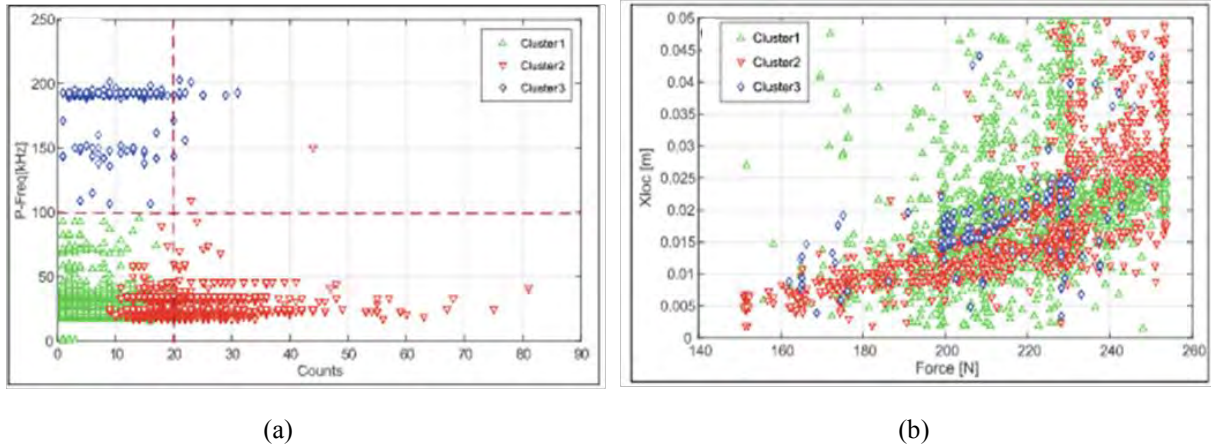 250
200
150
100
50
0
P-Freq[kHz]
Cluster1
Cluster2
Cluster3
0 10 20 30 40 50 60 70 80 90
Counts
(a)
0.05
0.045
0.04
0.035
0.03
0.025
0.02
0.015
0.01
0.005
0
Xloc [m]
Cluster1
Cluster2
Cluster3
140 160 180 200 220 240 260
Force [N]
(b)